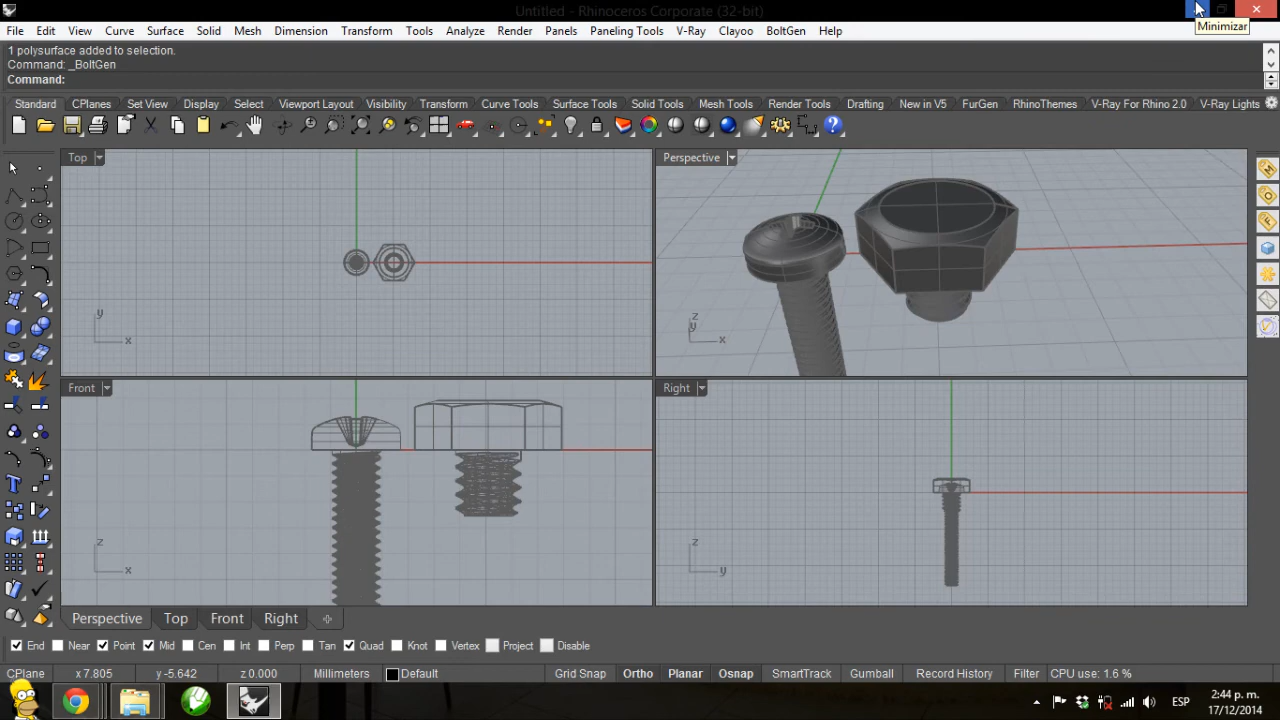 Untitled - Rhinoceros Corporate (32-bit)
Minimizar
File Edit View Curve Surface Solid Mesh Dimension Transform Tools Analyze Render Panels Paneling Tools V-Ray Clayoo BoltGen Help
1 polysurface added to selection.
Command: _BoltGen
Command:
Standard CPlanes Set View Display Select Viewport Layout Visibility Transform Curve Tools Surface Tools Solid Tools Mesh Tools Render Tools Drafting New in V5 FurGen RhinoThemes V-Ray For Rhino 2.0 V-Ray Lights
Top
y
x
Perspective
z
y
x
Front
z
x
Right
z
y
Perspective Top Front Right
End Near Point Mid Cen Int Perp Tan Quad Knot Vertex Project Disable
CPlane x 7.805 y -5.642 z 0.000 Millimeters Default Grid Snap Ortho Planar Osnap SmartTrack Gumball Record History Filter CPU use: 1.6 %
ESP
2:44 p. m.
17/12/2014